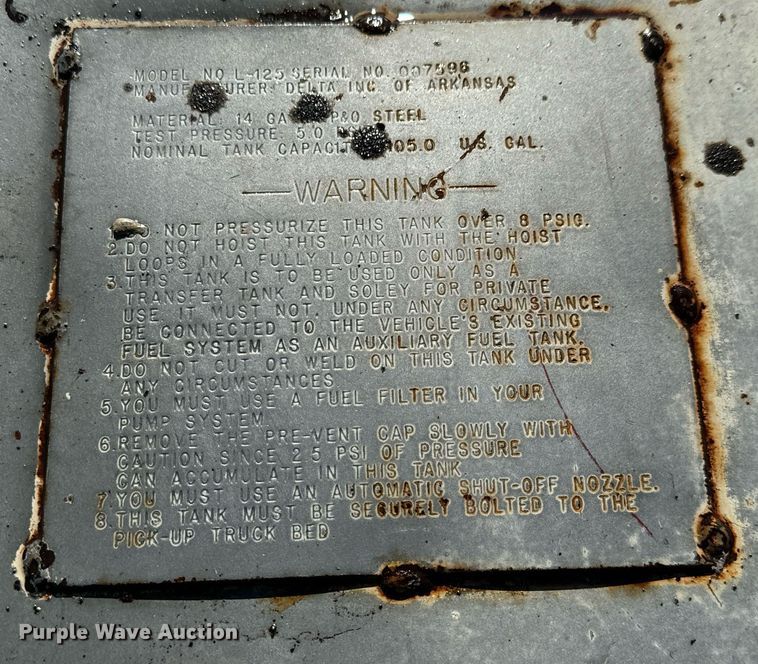 MODEL NO L-125 SERIAL NO. 007596
MANUFACTURER: DELTA INC. OF ARKANSAS
MATERIAL: 14 GA. P&O STEEL
TEST PRESSURE: 5.0
NOMINAL TANK CAPACITY 105.0 U.S. GAL.
WARNING
1. DO NOT PRESSURIZE THIS TANK OVER 8 PSIG.
2. DO NOT HOIST THIS TANK WITH THE HOIST
LOOPS IN A FULLY LOADED CONDITION.
3. THIS TANK IS TO BE USED ONLY AS A
TRANSFER TANK AND SOLEY FOR PRIVATE
USE IT MUST NOT, UNDER ANY CIRCUMSTANCE,
BE CONNECTED TO THE VEHICLE'S EXISTING
FUEL SYSTEM AS AN AUXILIARY FUEL TANK.
4. DO NOT CUT OR WELD ON THIS TANK UNDER
ANY CIRCUMSTANCES
5. YOU MUST USE A FUEL FILTER IN YOUR
PUMP SYSTEM
6. REMOVE THE PRE-VENT CAP SLOWLY WITH
CAUTION SINCE 2.5 PSI OF PRESSURE
CAN ACCUMULATE IN THIS TANK.
7. YOU MUST USE AN AUTOMATIC SHUT-OFF NOZZLE.
8. THIS TANK MUST BE SECURELY BOLTED TO THE
PICK-UP TRUCK BED
Purple Wave Auction